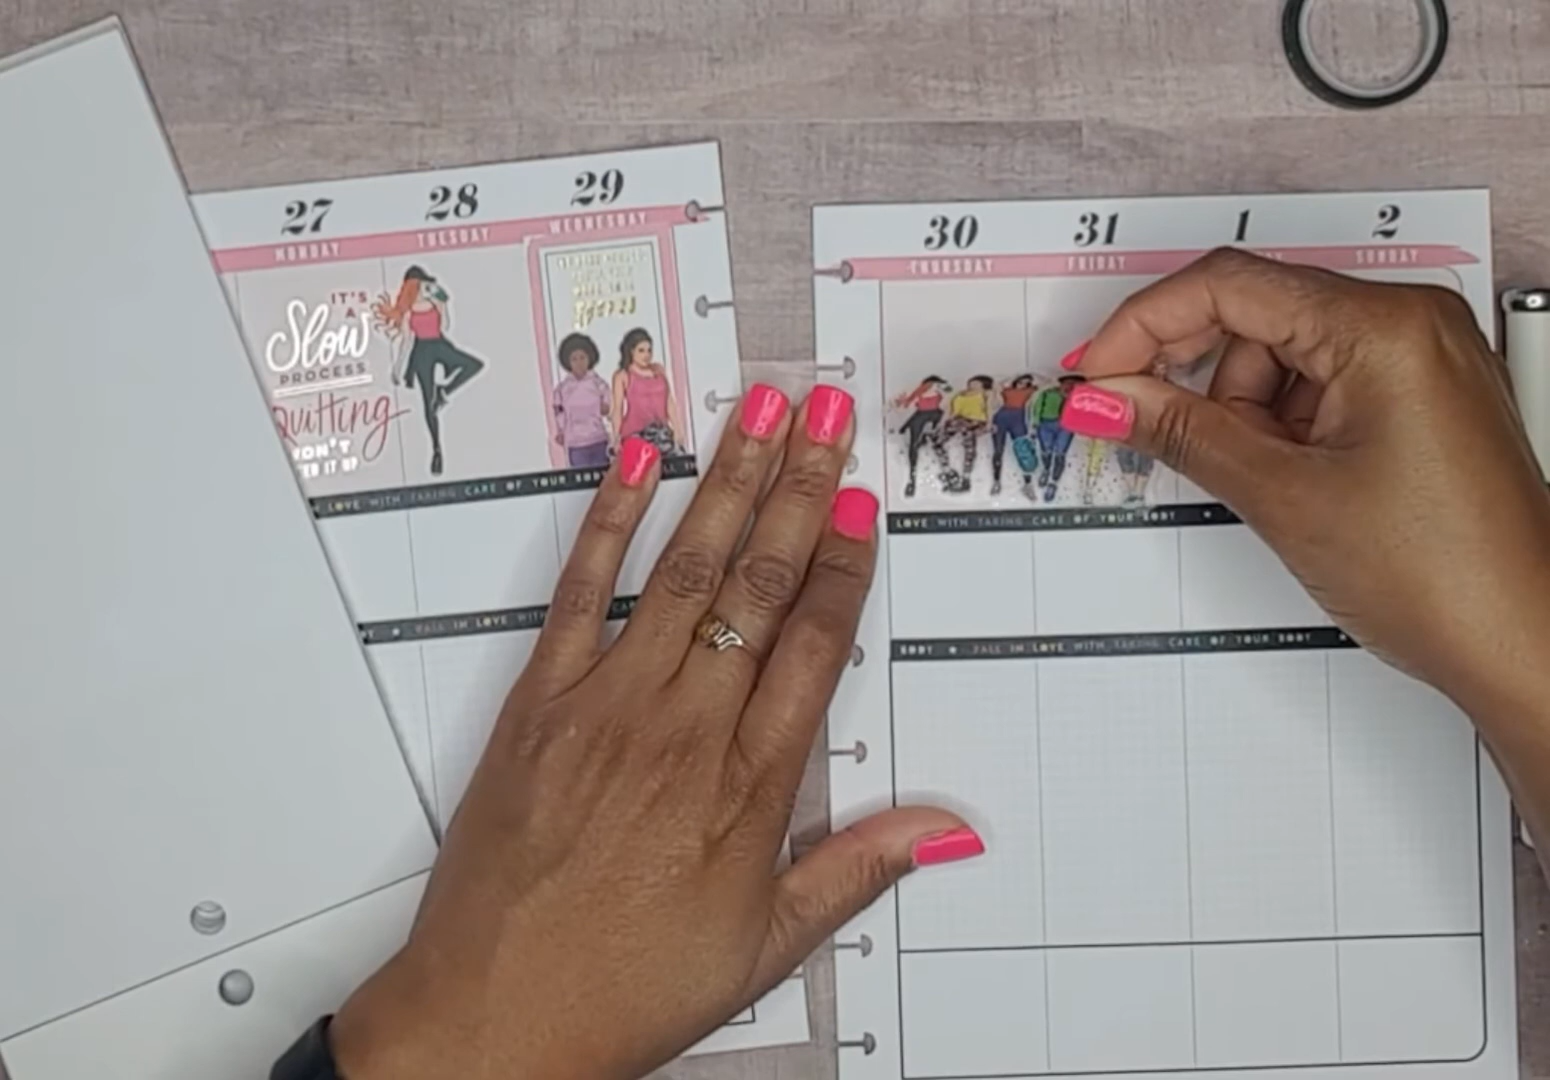 27 28 29
MONDAY TUESDAY WEDNESDAY
IT'S
A
Slow
PROCESS
Quitting
WON'T
IT UP
LOVE WITH TAKING CARE OF YOUR BODY
FALL IN LOVE WITH
30 31 1 2
THURSDAY FRIDAY SUNDAY
LOVE WITH TAKING CARE OF YOUR BODY
BODY FALL IN LOVE WITH TAKING CARE OF YOUR BODY